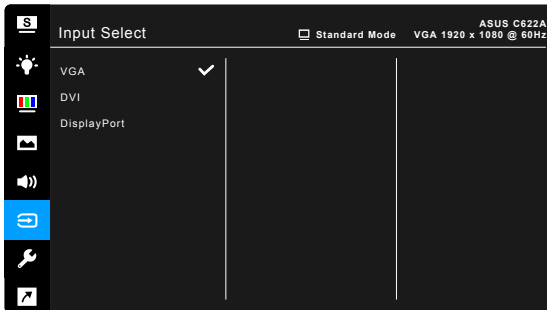 S
ASUS C622A
Input Select
Standard Mode
VGA 1920 x 1080 @ 60Hz
VGA
DVI
DisplayPort